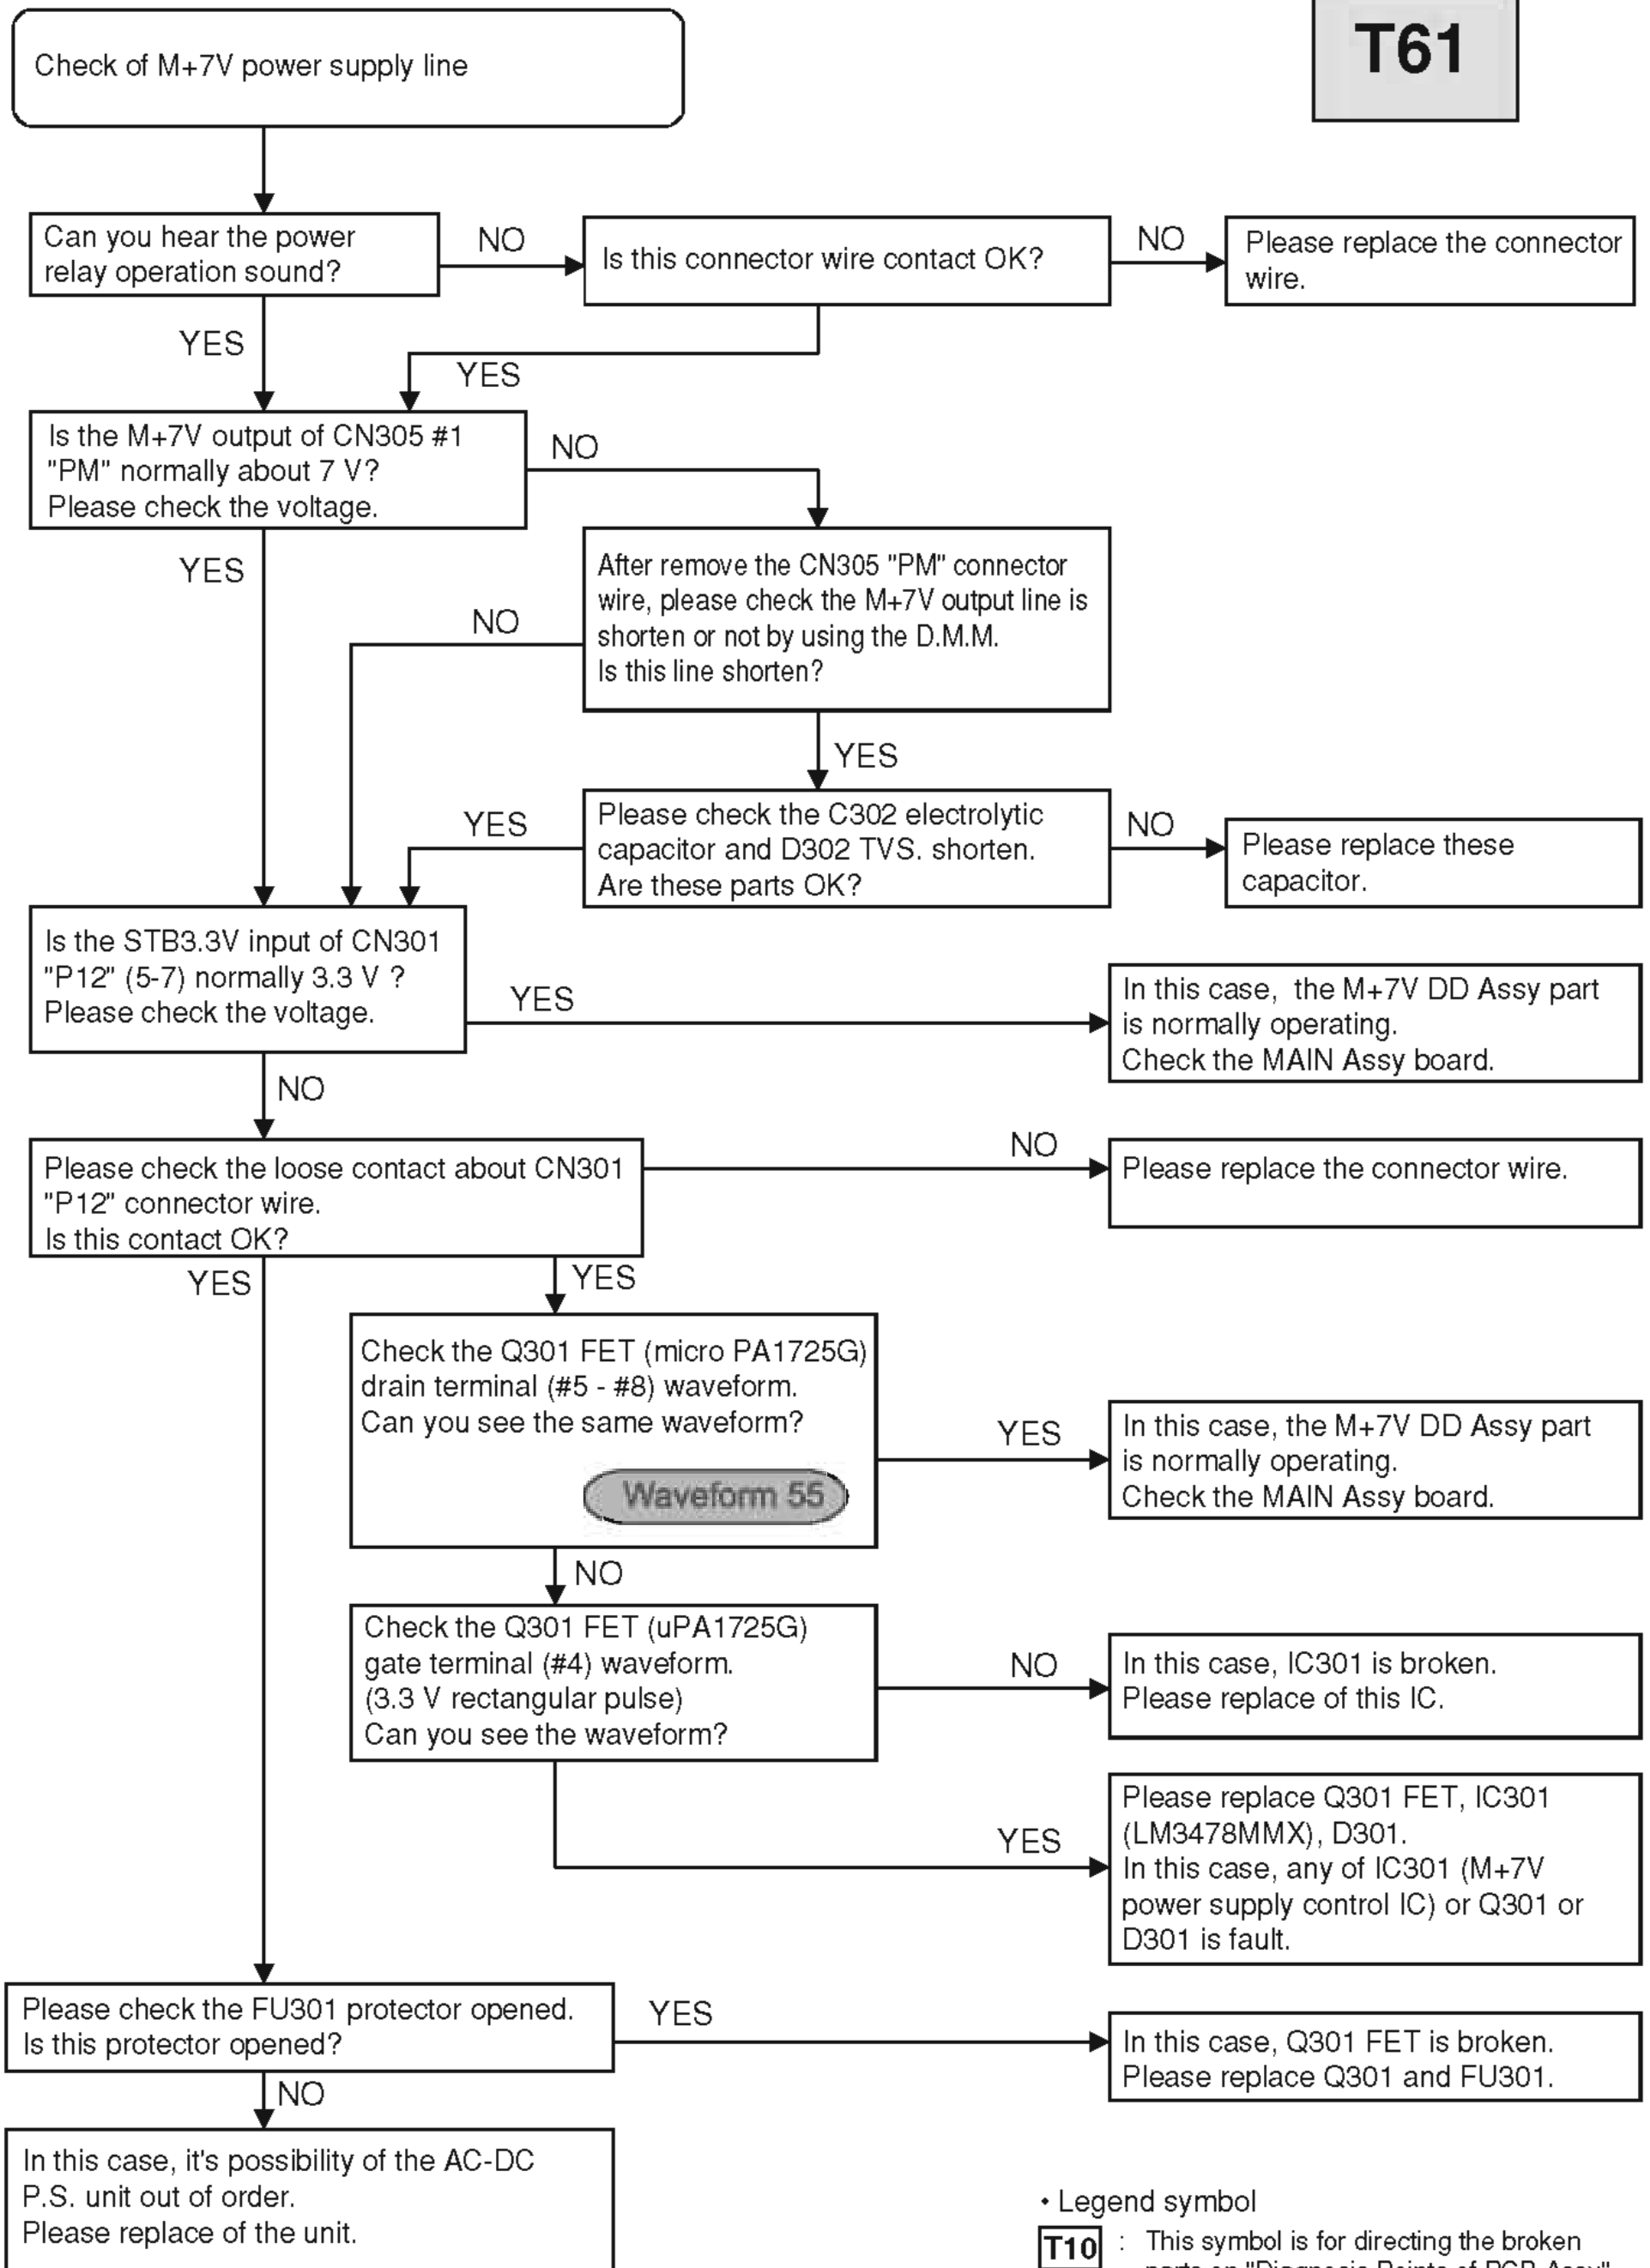 T61
Check of M+7V power supply line
Can you hear the power
relay operation sound?
NO
Is this connector wire contact OK?
NO
Please replace the connector
wire.
YES
YES
Is the M+7V output of CN305 #1
"PM" normally about 7 V?
Please check the voltage.
NO
YES
After remove the CN305 "PM" connector
wire, please check the M+7V output line is
shorten or not by using the D.M.M.
Is this line shorten?
NO
YES
Please check the C302 electrolytic
capacitor and D302 TVS. shorten.
Are these parts OK?
YES
NO
Please replace these
capacitor.
Is the STB3.3V input of CN301
"P12" (5-7) normally 3.3 V ?
Please check the voltage.
YES
In this case, the M+7V DD Assy part
is normally operating.
Check the MAIN Assy board.
NO
Please check the loose contact about CN301
"P12" connector wire.
Is this contact OK?
NO
Please replace the connector wire.
YES
YES
Check the Q301 FET (micro PA1725G)
drain terminal (#5 - #8) waveform.
Can you see the same waveform?
Waveform 55
YES
In this case, the M+7V DD Assy part
is normally operating.
Check the MAIN Assy board.
NO
Check the Q301 FET (uPA1725G)
gate terminal (#4) waveform.
(3.3 V rectangular pulse)
Can you see the waveform?
NO
In this case, IC301 is broken.
Please replace of this IC.
YES
Please replace Q301 FET, IC301
(LM3478MMX), D301.
In this case, any of IC301 (M+7V
power supply control IC) or Q301 or
D301 is fault.
Please check the FU301 protector opened.
Is this protector opened?
YES
In this case, Q301 FET is broken.
Please replace Q301 and FU301.
NO
In this case, it's possibility of the AC-DC
P.S. unit out of order.
Please replace of the unit.
• Legend symbol
T10 : This symbol is for directing the broken
parts on "Diagnosis Points of PCB Assy"